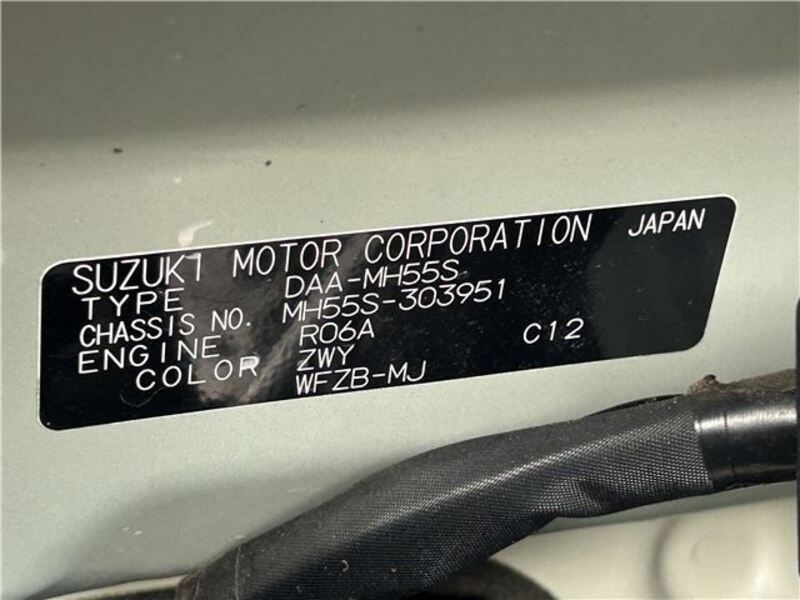 SUZUKI MOTOR CORPORATION JAPAN
TYPE DAA-MH55S
CHASSIS NO. MH55S-303951
ENGINE R06A C12
COLOR ZWY
WFZB-MJ